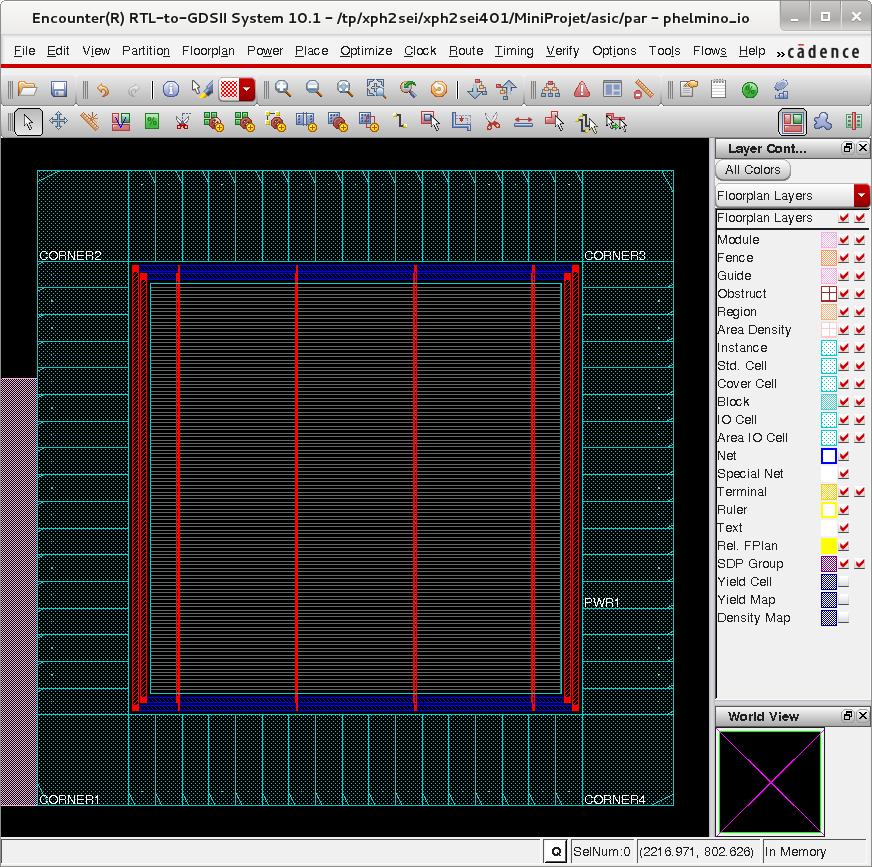 Encounter(R) RTL-to-GDSII System 10.1 - /tp/xph2sei/xph2sei401/MiniProjet/asic/par - phelmino_io
File Edit View Partition Floorplan Power Place Optimize Clock Route Timing Verify Options Tools Flows Help » cādence
Layer Cont...
All Colors
Floorplan Layers
Floorplan Layers
Module
Fence
Guide
Obstruct
Region
Area Density
Instance
Std. Cell
Cover Cell
Block
IO Cell
Area IO Cell
Net
Special Net
Terminal
Ruler
Text
Rel. FPlan
SDP Group
Yield Cell
Yield Map
Density Map
CORNER2
CORNER3
PWR1
CORNER1
CORNER4
World View
Q SelNum:0 (2216.971, 802.626) In Memory